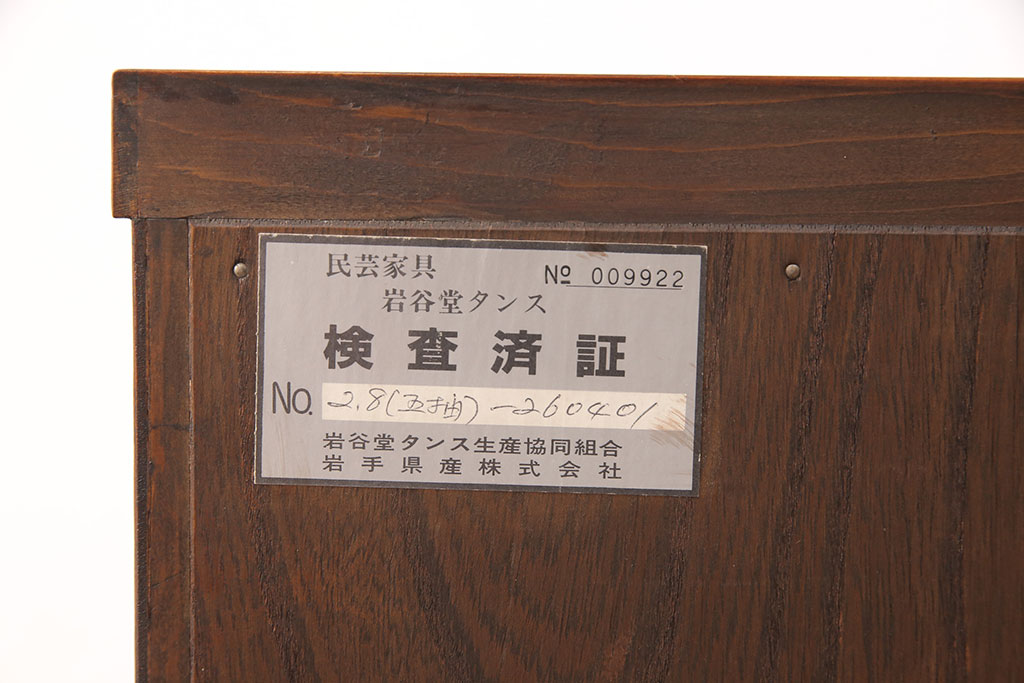 民芸家具 № 009922
岩谷堂タンス
検査済証
No. 2.8(五抽)-260401
岩谷堂タンス生産協同組合
岩手県産株式会社